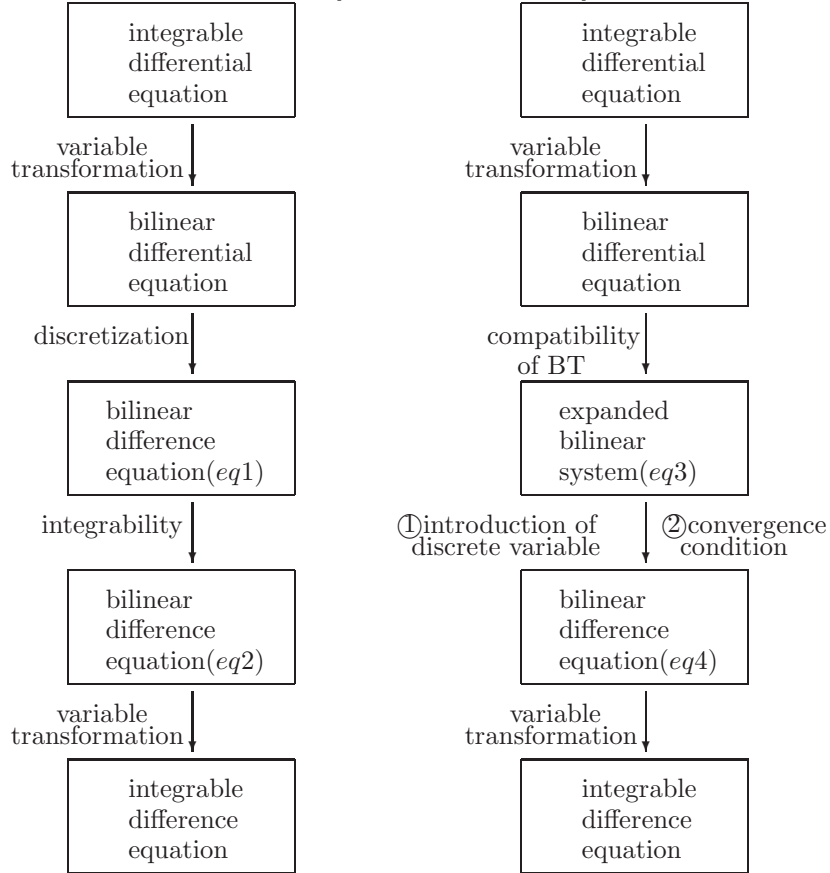 integrable
differential
equation
variable
transformation
bilinear
differential
equation
discretization
bilinear
difference
equation(eq1)
integrability
bilinear
difference
equation(eq2)
variable
transformation
integrable
difference
equation
integrable
differential
equation
variable
transformation
bilinear
differential
equation
compatibility
of BT
expanded
bilinear
system(eq3)
①introduction of
discrete variable
②convergence
condition
bilinear
difference
equation(eq4)
variable
transformation
integrable
difference
equation